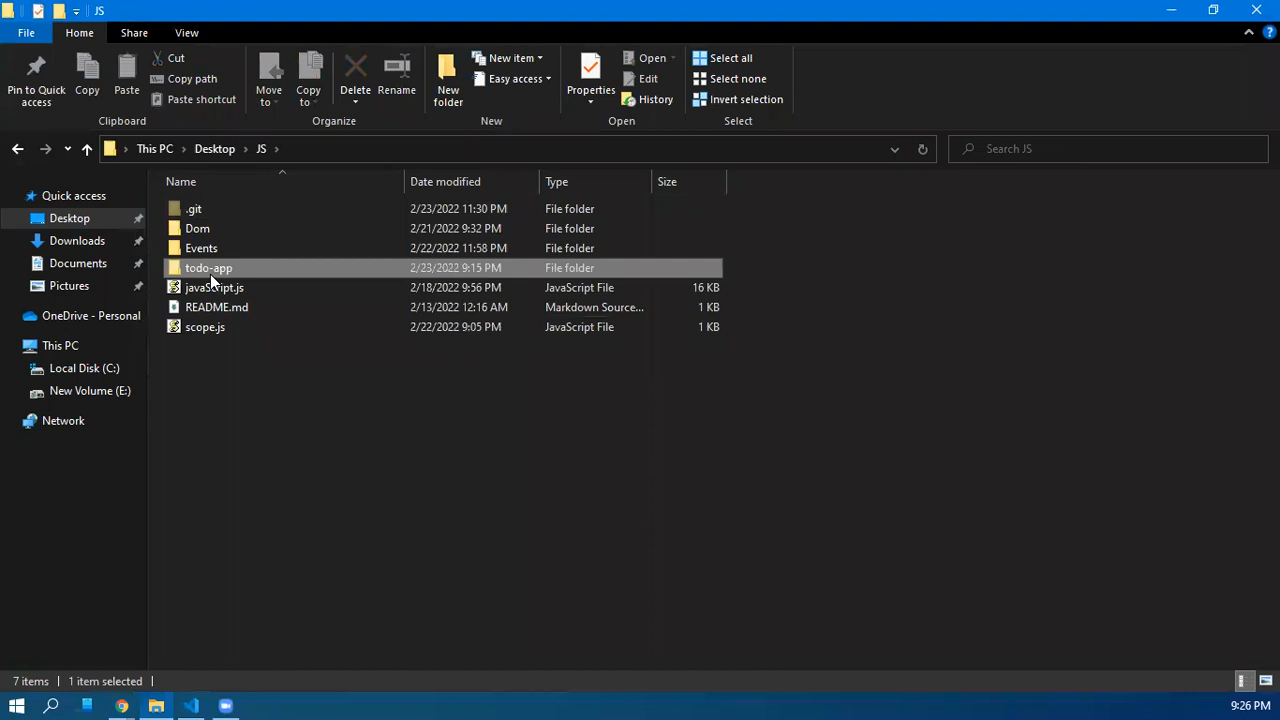 JS
File Home Share View
Pin to Quick access
Copy
Paste
Cut
Copy path
Paste shortcut
Clipboard
Move to
Copy to
Delete
Rename
Organize
New folder
New item
Easy access
New
Properties
Open
Edit
History
Open
Select all
Select none
Invert selection
Select
This PC > Desktop > JS >
Search JS
Name Date modified Type Size
.git 2/23/2022 11:30 PM File folder
Dom 2/21/2022 9:32 PM File folder
Events 2/22/2022 11:58 PM File folder
todo-app 2/23/2022 9:15 PM File folder
javaScript.js 2/18/2022 9:56 PM JavaScript File 16 KB
README.md 2/13/2022 12:16 AM Markdown Source... 1 KB
scope.js 2/22/2022 9:05 PM JavaScript File 1 KB
Quick access
Desktop
Downloads
Documents
Pictures
OneDrive - Personal
This PC
Local Disk (C:)
New Volume (E:)
Network
7 items 1 item selected
9:26 PM